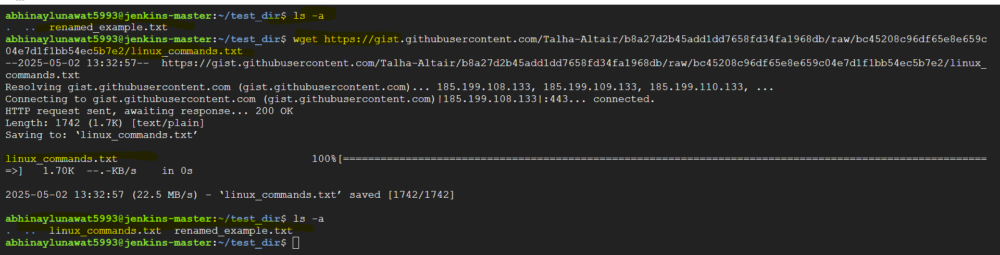 abhinaylunawat5993@jenkins-master:~/test_dir$ ls -a
.  ..  renamed_example.txt
abhinaylunawat5993@jenkins-master:~/test_dir$ wget https://gist.githubusercontent.com/Talha-Altair/b8a27d2b45add1dd7658fd34fa1968db/raw/bc45208c96df65e8e659c
04e7d1f1bb54ec5b7e2/linux_commands.txt
--2025-05-02 13:32:57--  https://gist.githubusercontent.com/Talha-Altair/b8a27d2b45add1dd7658fd34fa1968db/raw/bc45208c96df65e8e659c04e7d1f1bb54ec5b7e2/linux_
commands.txt
Resolving gist.githubusercontent.com (gist.githubusercontent.com)... 185.199.108.133, 185.199.109.133, 185.199.110.133, ...
Connecting to gist.githubusercontent.com (gist.githubusercontent.com)|185.199.108.133|:443... connected.
HTTP request sent, awaiting response... 200 OK
Length: 1742 (1.7K) [text/plain]
Saving to: ‘linux_commands.txt’
linux_commands.txt                               100%[=======================================================================================================
=>]   1.70K  --.-KB/s    in 0s
2025-05-02 13:32:57 (22.5 MB/s) - ‘linux_commands.txt’ saved [1742/1742]
abhinaylunawat5993@jenkins-master:~/test_dir$ ls -a
.  ..  linux_commands.txt  renamed_example.txt
abhinaylunawat5993@jenkins-master:~/test_dir$